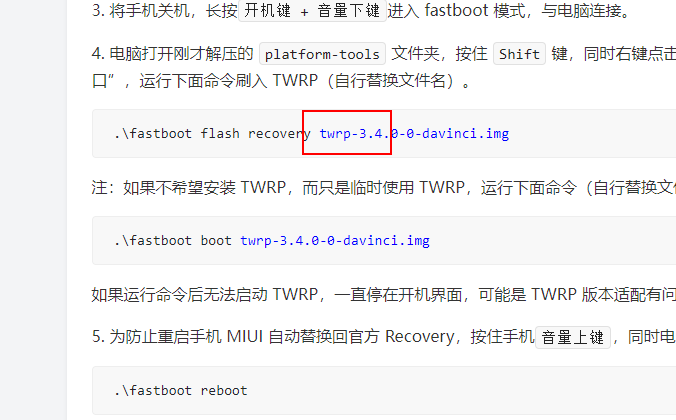 3. 将手机关机，长按 开机键 + 音量下键 进入 fastboot 模式，与电脑连接。
4. 电脑打开刚才解压的 platform-tools 文件夹，按住 Shift 键，同时右键点击
口”，运行下面命令刷入 TWRP（自行替换文件名）。
.\fastboot flash recovery twrp-3.4.0-0-davinci.img
注：如果不希望安装 TWRP，而只是临时使用 TWRP，运行下面命令（自行替换文件
.\fastboot boot twrp-3.4.0-0-davinci.img
如果运行命令后无法启动 TWRP，一直停在开机界面，可能是 TWRP 版本适配有问
5. 为防止重启手机 MIUI 自动替换回官方 Recovery，按住手机 音量上键 ，同时电
.\fastboot reboot